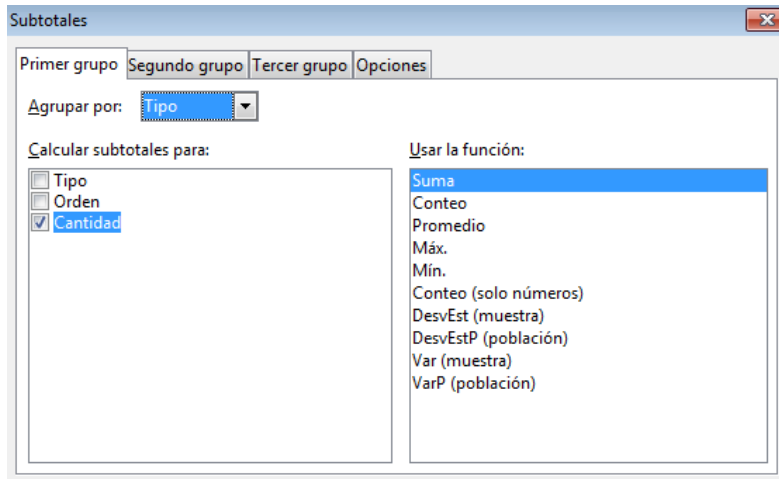 Subtotales
Primer grupo Segundo grupo Tercer grupo Opciones
Agrupar por: Tipo
Calcular subtotales para:
Tipo
Orden
Cantidad
Usar la función:
Suma
Conteo
Promedio
Máx.
Mín.
Conteo (solo números)
DesvEst (muestra)
DesvEstP (población)
Var (muestra)
VarP (población)